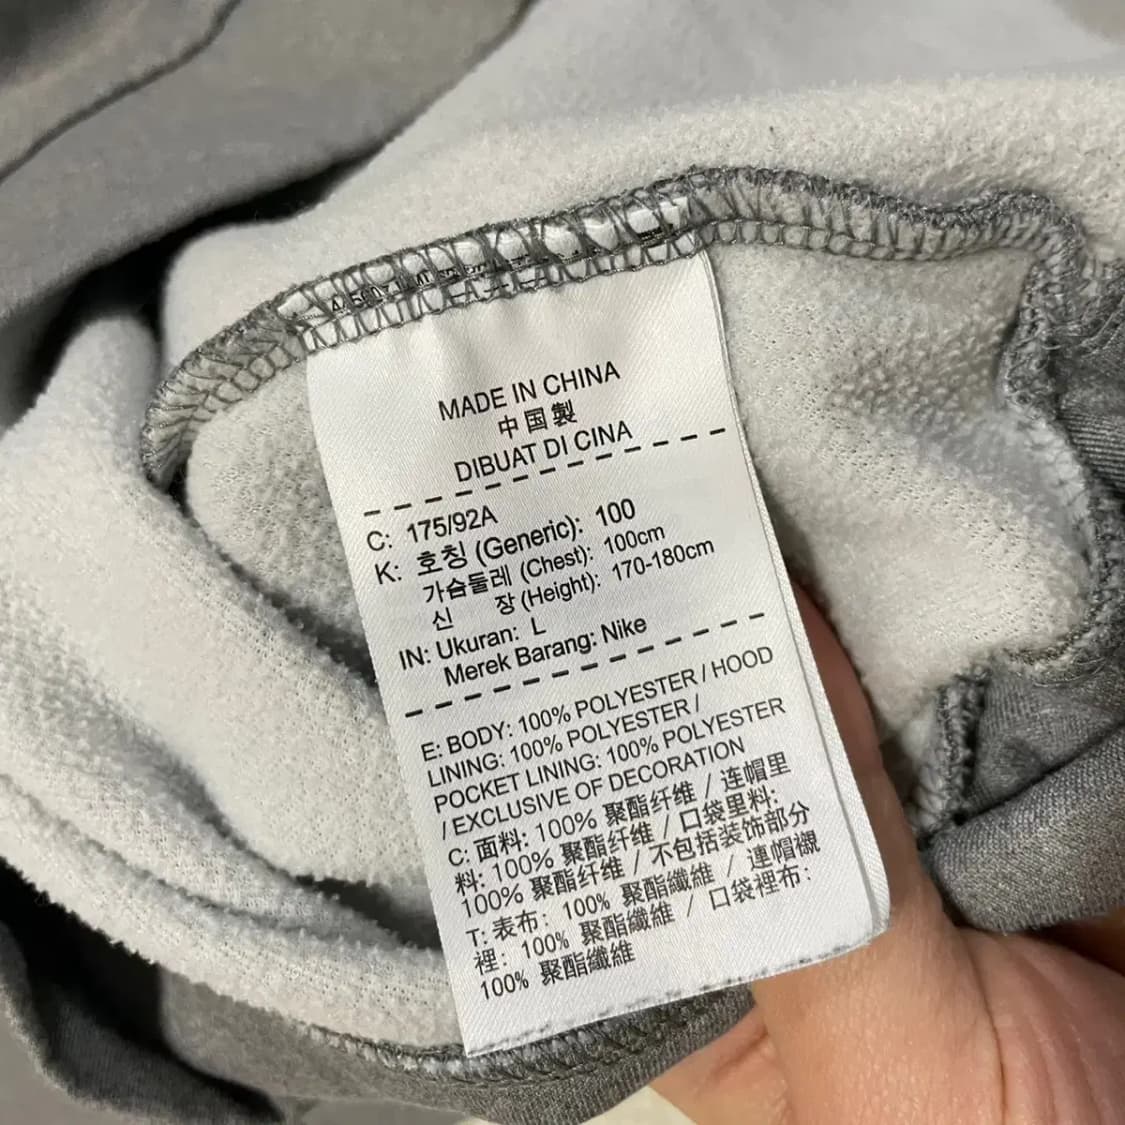 MADE IN CHINA
中国製
DIBUAT DI CINA
C: 175/92A
K: 호칭 (Generic): 100
가슴둘레 (Chest): 100cm
신 장 (Height): 170-180cm
IN: Ukuran: L
Merek Barang: Nike
E: BODY: 100% POLYESTER / HOOD
LINING: 100% POLYESTER /
POCKET LINING: 100% POLYESTER
/ EXCLUSIVE OF DECORATION
C: 面料: 100% 聚酯纤维 / 连帽里
料: 100% 聚酯纤维 / 口袋里料:
100% 聚酯纤维 / 不包括装饰部分
T: 表布: 100% 聚酯纖維 / 連帽襯
裡: 100% 聚酯纖維 / 口袋裡布:
100% 聚酯纖維